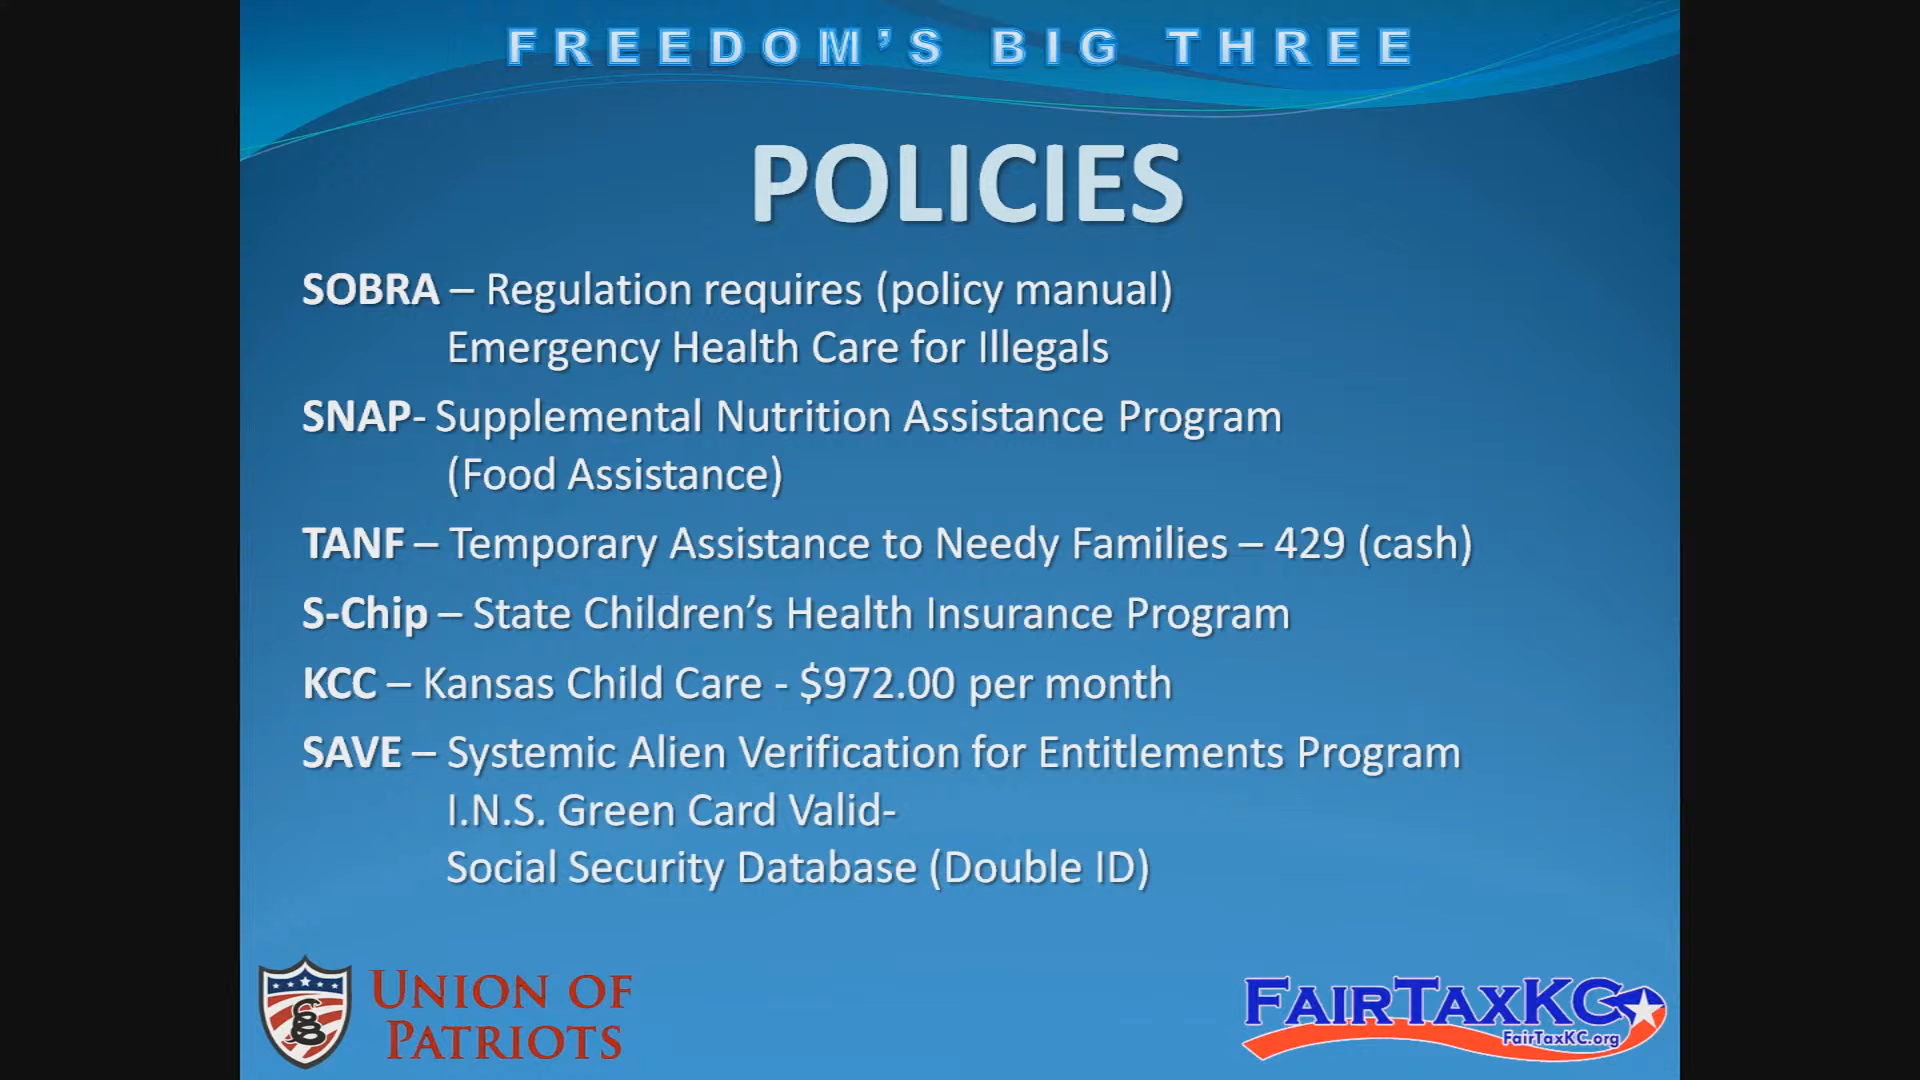 FREEDOM'S BIG THREE
POLICIES
SOBRA – Regulation requires (policy manual)
Emergency Health Care for Illegals
SNAP- Supplemental Nutrition Assistance Program
(Food Assistance)
TANF – Temporary Assistance to Needy Families – 429 (cash)
S-Chip – State Children's Health Insurance Program
KCC – Kansas Child Care - $972.00 per month
SAVE – Systemic Alien Verification for Entitlements Program
I.N.S. Green Card Valid-
Social Security Database (Double ID)
UNION OF
PATRIOTS
FAIRTAXKC
FairTaxKC.org